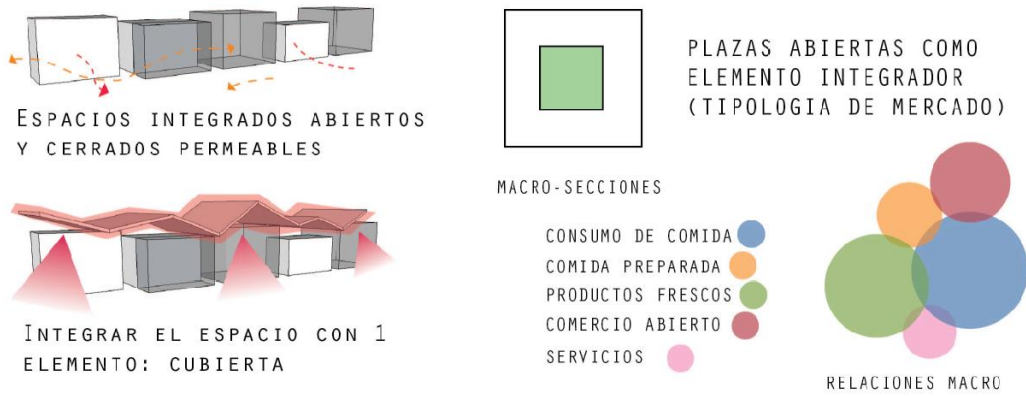 ESPACIOS INTEGRADOS ABIERTOS
Y CERRADOS PERMEABLES
INTEGRAR EL ESPACIO CON 1
ELEMENTO: CUBIERTA
PLAZAS ABIERTAS COMO
ELEMENTO INTEGRADOR
(TIPOLOGIA DE MERCADO)
MACRO-SECCIONES
CONSUMO DE COMIDA
COMIDA PREPARADA
PRODUCTOS FRESCOS
COMERCIO ABIERTO
SERVICIOS
RELACIONES MACRO